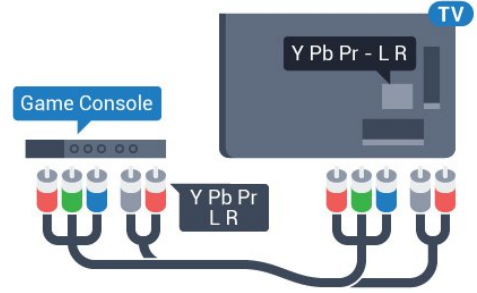 TV
Y Pb Pr - L R
Game Console
Y Pb Pr
L R